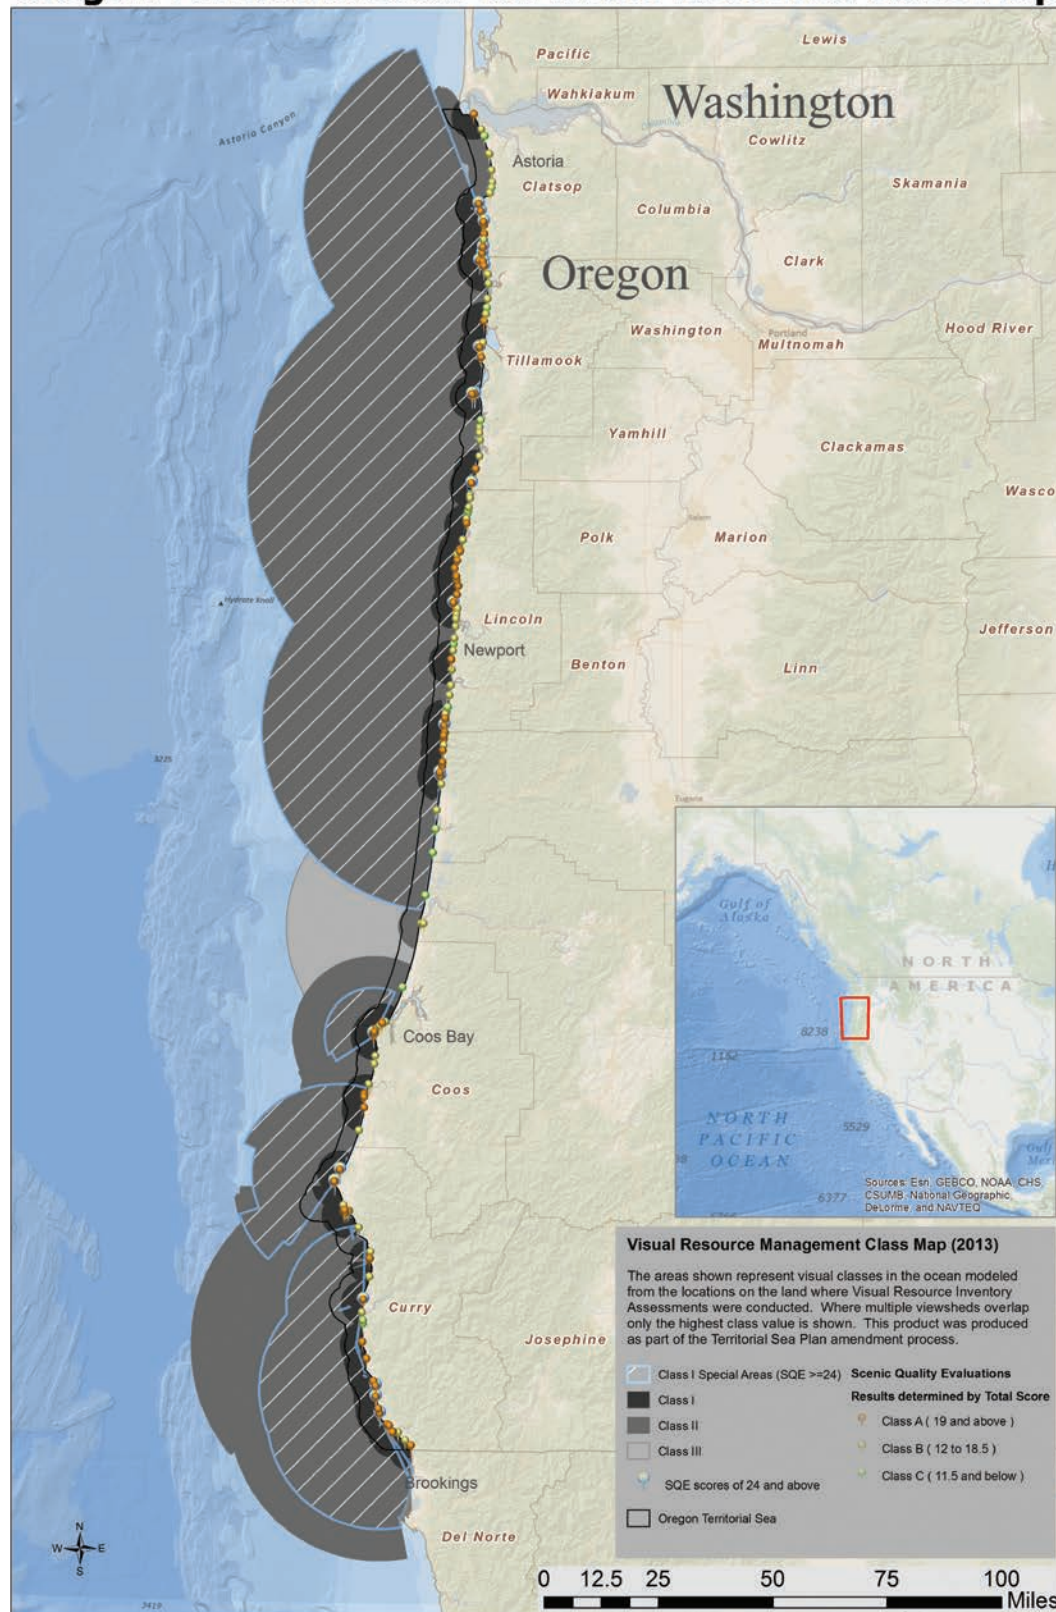 Pacific
Lewis
Wahkiakum
Washington
Astoria Canyon
Cowlitz
Astoria
Clatsop
Skamania
Columbia
Clark
Oregon
Washington
Portland
Multnomah
Hood River
Tillamook
Yamhill
Clackamas
Wasco
Salem
Polk
Marion
Hydrate Knoll
Lincoln
Jefferson
Newport
Benton
Linn
3225
Eugene
Gulf of
Alaska
NORTH
AMERICA
8238
1182
NORTH
PACIFIC
OCEAN
5529
6377
Sources: Esri, GEBCO, NOAA, CHS,
CSUMB, National Geographic,
DeLorme, and NAVTEQ
Coos Bay
Coos
Curry
Josephine
Brookings
Del Norte
Visual Resource Management Class Map (2013)
The areas shown represent visual classes in the ocean modeled
from the locations on the land where Visual Resource Inventory
Assessments were conducted. Where multiple viewsheds overlap
only the highest class value is shown. This product was produced
as part of the Territorial Sea Plan amendment process.
Class I Special Areas (SQE >=24)
Class I
Class II
Class III
SQE scores of 24 and above
Oregon Territorial Sea
Scenic Quality Evaluations
Results determined by Total Score
Class A ( 19 and above )
Class B ( 12 to 18.5 )
Class C ( 11.5 and below )
N
W E
S
7419
0 12.5 25 50 75 100
Miles